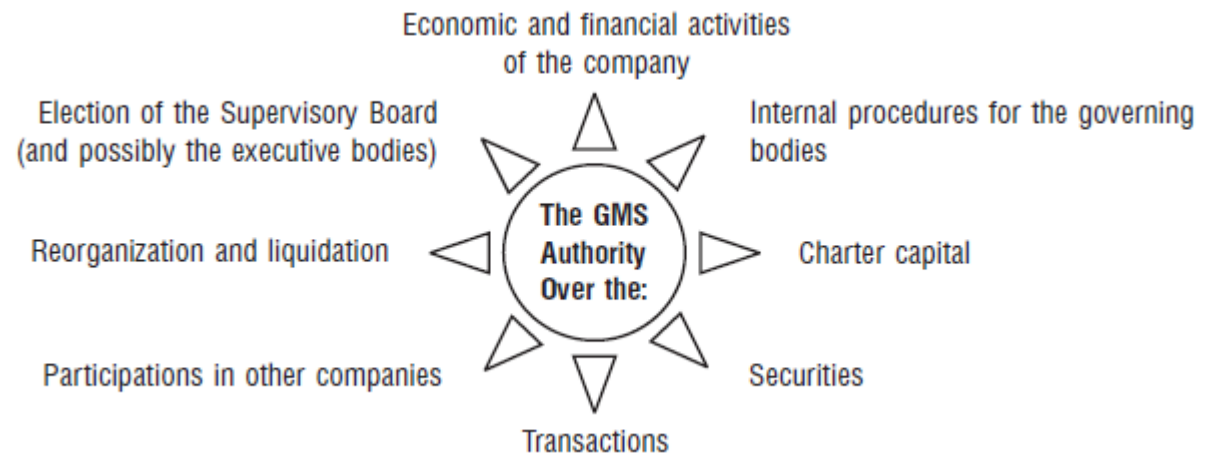 Economic and financial activities
of the company
Election of the Supervisory Board
(and possibly the executive bodies)
Internal procedures for the governing
bodies
The GMS
Authority
Over the:
Reorganization and liquidation
Charter capital
Participations in other companies
Securities
Transactions